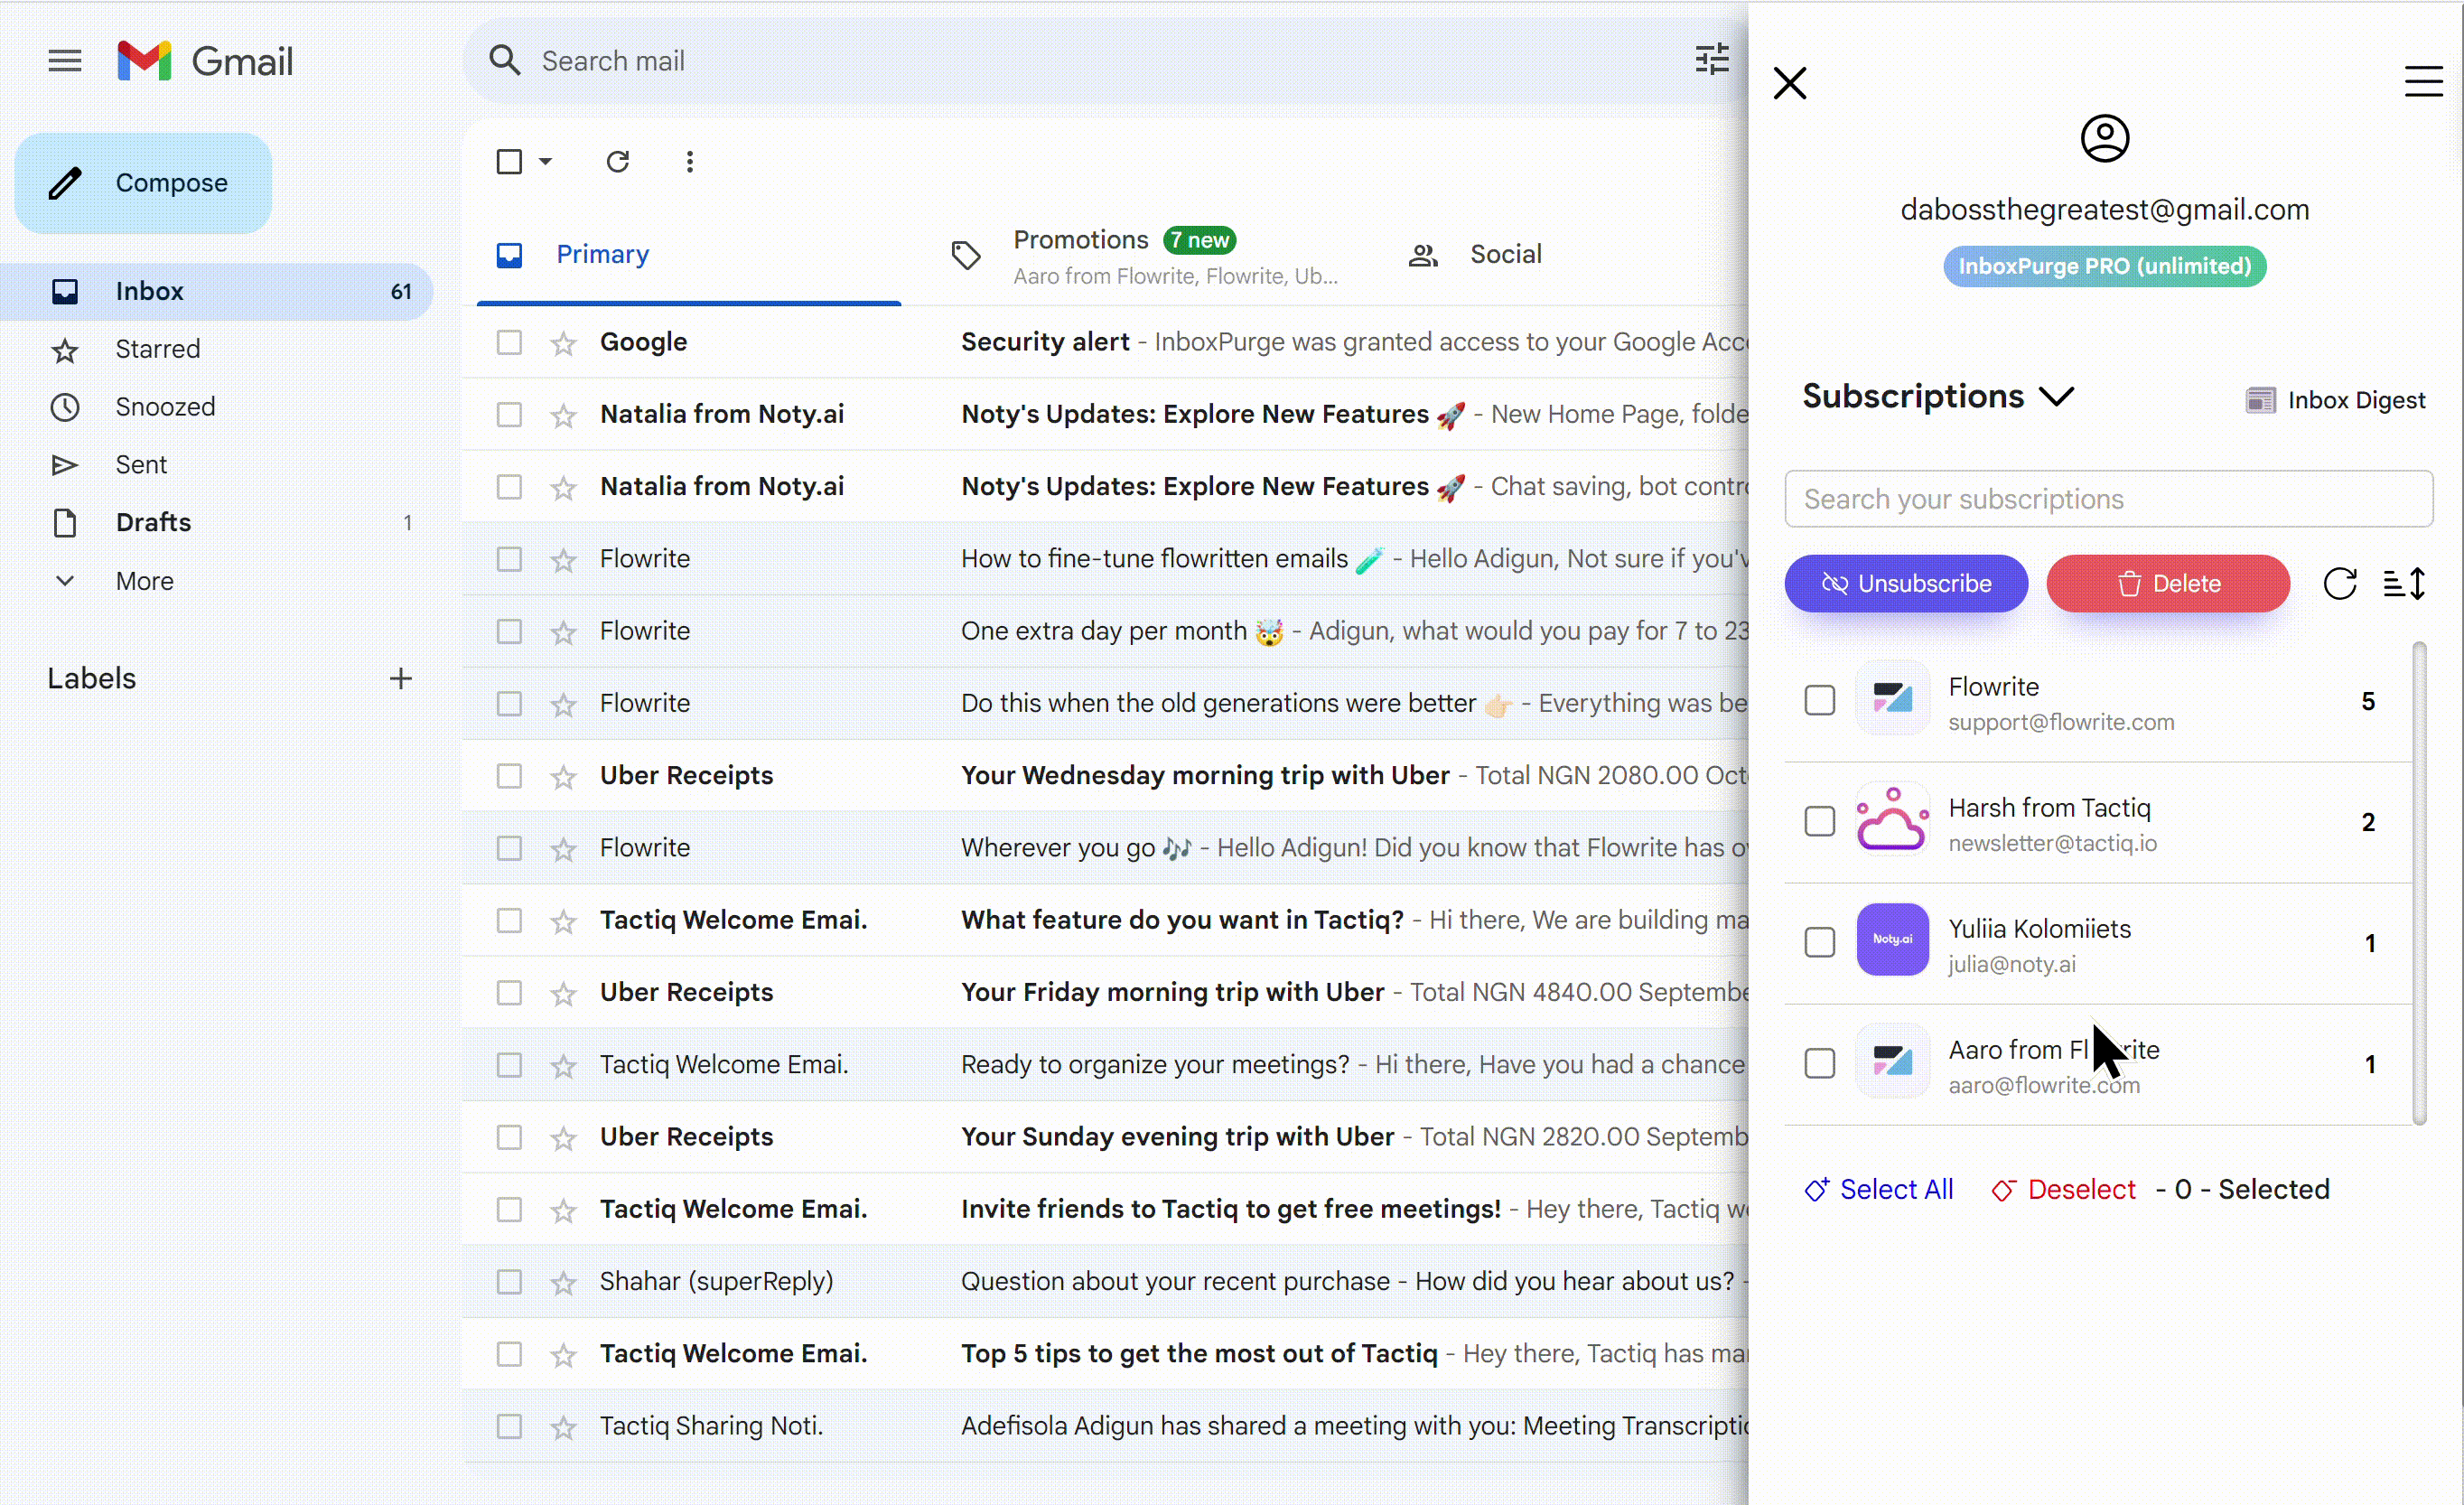 Gmail
Search mail
Compose
Inbox 61
Starred
Snoozed
Sent
Drafts 1
More
Labels
Primary
Promotions 7 new
Aaro from Flowrite, Flowrite, Ub...
Social
Google Security alert - InboxPurge was granted access to your Google Acc
Natalia from Noty.ai Noty's Updates: Explore New Features 🚀 - New Home Page, folde
Natalia from Noty.ai Noty's Updates: Explore New Features 🚀 - Chat saving, bot contr
Flowrite How to fine-tune flowritten emails 🧪 - Hello Adigun, Not sure if you'v
Flowrite One extra day per month 🤯 - Adigun, what would you pay for 7 to 23
Flowrite Do this when the old generations were better 👉🏻 - Everything was be
Uber Receipts Your Wednesday morning trip with Uber - Total NGN 2080.00 Oct
Flowrite Wherever you go 🎶 - Hello Adigun! Did you know that Flowrite has o
Tactiq Welcome Emai. What feature do you want in Tactiq? - Hi there, We are building ma
Uber Receipts Your Friday morning trip with Uber - Total NGN 4840.00 Septembe
Tactiq Welcome Emai. Ready to organize your meetings? - Hi there, Have you had a chance
Uber Receipts Your Sunday evening trip with Uber - Total NGN 2820.00 Septemb
Tactiq Welcome Emai. Invite friends to Tactiq to get free meetings! - Hey there, Tactiq w
Shahar (superReply) Question about your recent purchase - How did you hear about us? -
Tactiq Welcome Emai. Top 5 tips to get the most out of Tactiq - Hey there, Tactiq has ma
Tactiq Sharing Noti. Adefisola Adigun has shared a meeting with you: Meeting Transcripti
dabossthegreatest@gmail.com
InboxPurge PRO (unlimited)
Subscriptions
Inbox Digest
Search your subscriptions
Unsubscribe
Delete
Flowrite 5
support@flowrite.com
Harsh from Tactiq 2
newsletter@tactiq.io
Noty.ai
Yuliia Kolomiiets 1
julia@noty.ai
Aaro from Flowrite 1
aaro@flowrite.com
Select All Deselect - 0 - Selected